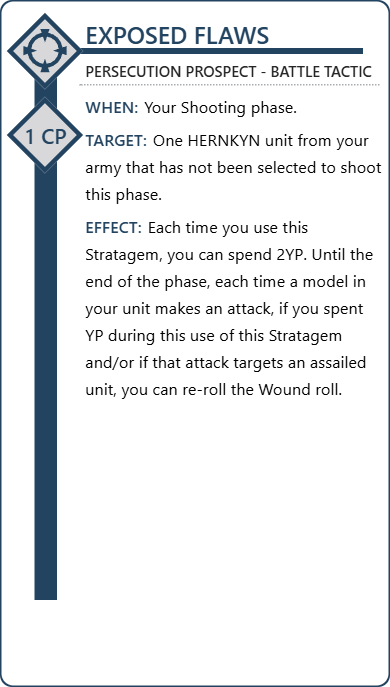 EXPOSED FLAWS
PERSECUTION PROSPECT - BATTLE TACTIC
WHEN: Your Shooting phase.
1 CP
TARGET: One HERNKYN unit from your
army that has not been selected to shoot
this phase.
EFFECT: Each time you use this
Stratagem, you can spend 2YP. Until the
end of the phase, each time a model in
your unit makes an attack, if you spent
YP during this use of this Stratagem
and/or if that attack targets an assailed
unit, you can re-roll the Wound roll.